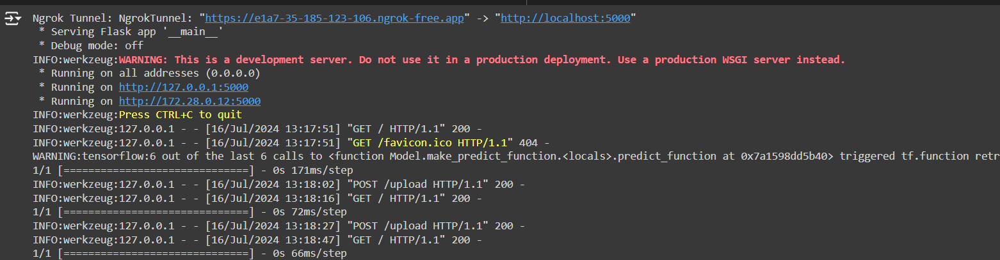 Ngrok Tunnel: NgrokTunnel: "https://e1a7-35-185-123-106.ngrok-free.app" -> "http://localhost:5000"
* Serving Flask app '__main__'
* Debug mode: off
INFO:werkzeug:WARNING: This is a development server. Do not use it in a production deployment. Use a production WSGI server instead.
* Running on all addresses (0.0.0.0)
* Running on http://127.0.0.1:5000
* Running on http://172.28.0.12:5000
INFO:werkzeug:Press CTRL+C to quit
INFO:werkzeug:127.0.0.1 - - [16/Jul/2024 13:17:51] "GET / HTTP/1.1" 200 -
INFO:werkzeug:127.0.0.1 - - [16/Jul/2024 13:17:51] "GET /favicon.ico HTTP/1.1" 404 -
WARNING:tensorflow:6 out of the last 6 calls to <function Model.make_predict_function.<locals>.predict_function at 0x7a1598dd5b40> triggered tf.function retr
1/1 [==============================] - 0s 171ms/step
INFO:werkzeug:127.0.0.1 - - [16/Jul/2024 13:18:02] "POST /upload HTTP/1.1" 200 -
INFO:werkzeug:127.0.0.1 - - [16/Jul/2024 13:18:16] "GET / HTTP/1.1" 200 -
1/1 [==============================] - 0s 72ms/step
INFO:werkzeug:127.0.0.1 - - [16/Jul/2024 13:18:27] "POST /upload HTTP/1.1" 200 -
INFO:werkzeug:127.0.0.1 - - [16/Jul/2024 13:18:47] "GET / HTTP/1.1" 200 -
1/1 [==============================] - 0s 66ms/step